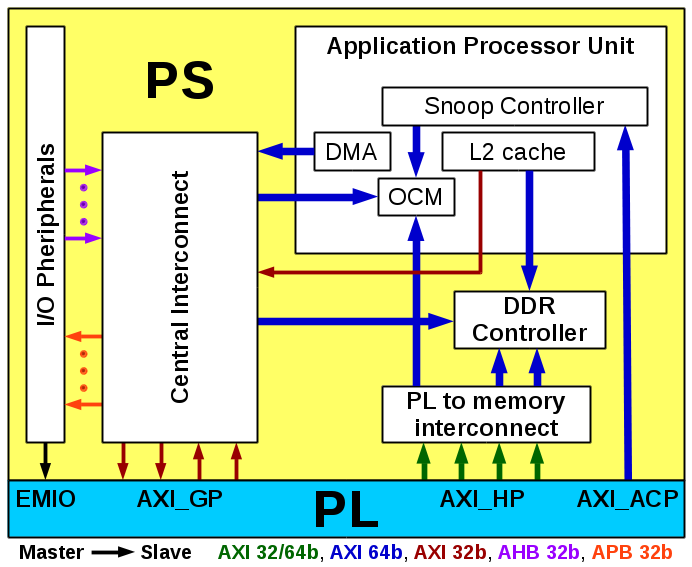 PS
Application Processor Unit
Snoop Controller
DMA
L2 cache
OCM
I/O Pheripherals
Central Interconnect
DDR
Controller
PL to memory
interconnect
EMIO
AXI_GP
PL
AXI_HP
AXI_ACP
Master Slave AXI 32/64b, AXI 64b, AXI 32b, AHB 32b, APB 32b